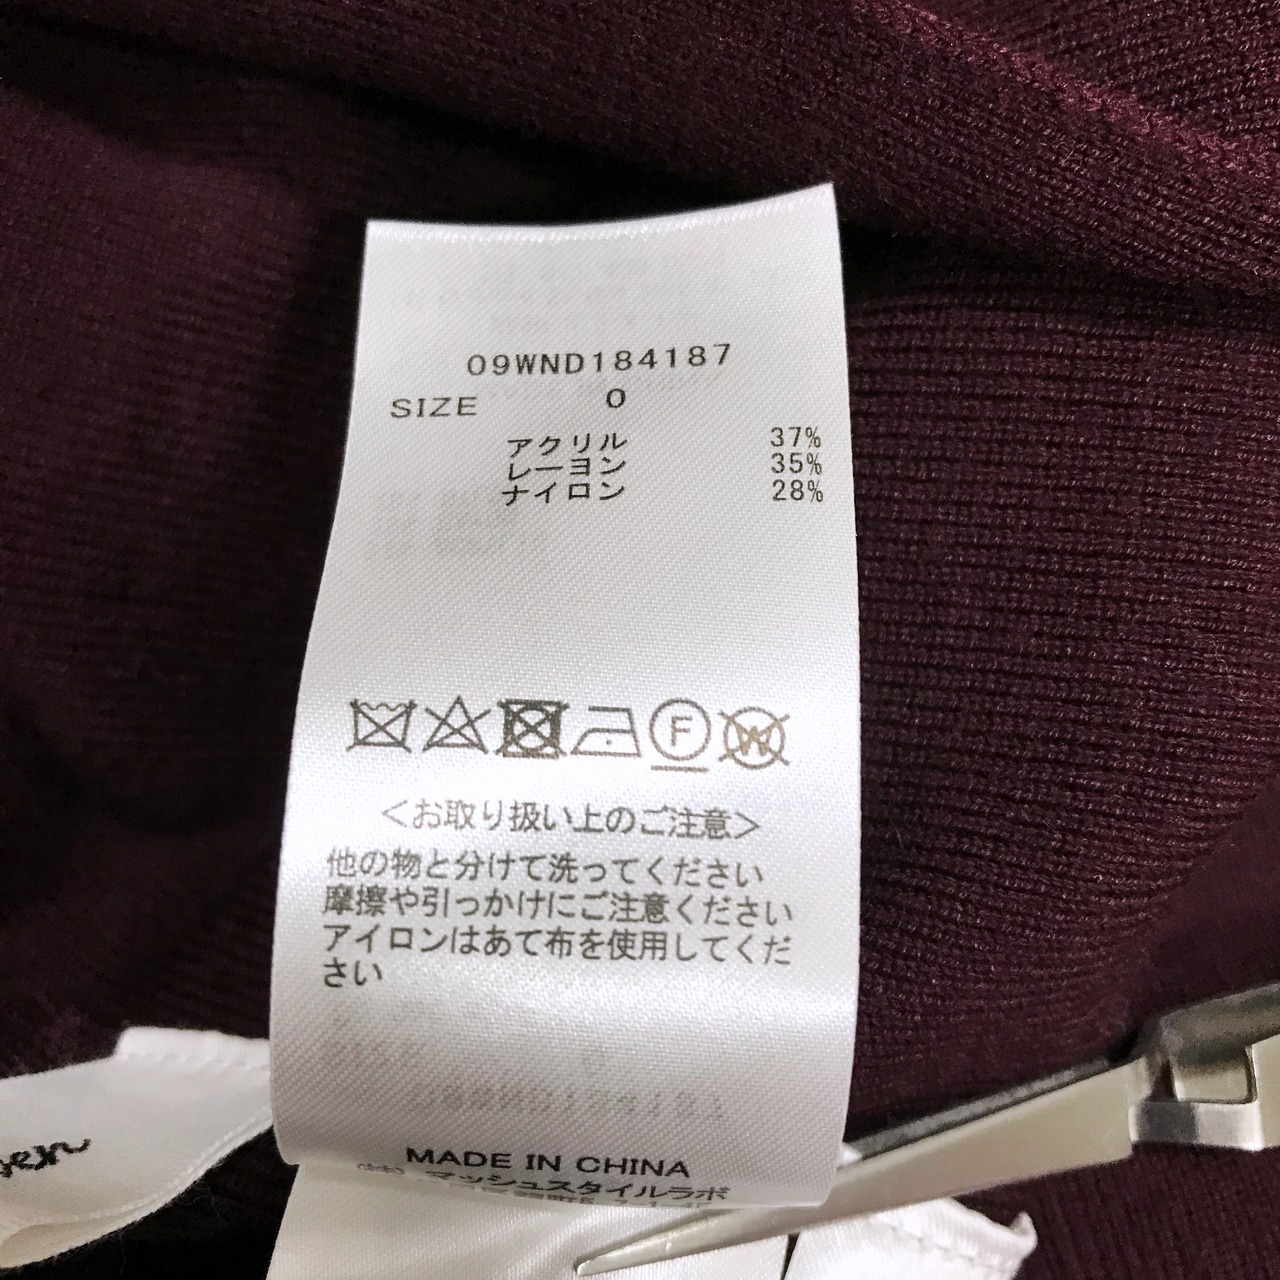 09WND184187
SIZE 0
アクリル 37%
レーヨン 35%
ナイロン 28%
F
W
<お取り扱い上のご注意>
他の物と分けて洗ってください
摩擦や引っかけにご注意ください
アイロンはあて布を使用してくだ
さい
MADE IN CHINA
(株) マッシュスタイルラボ